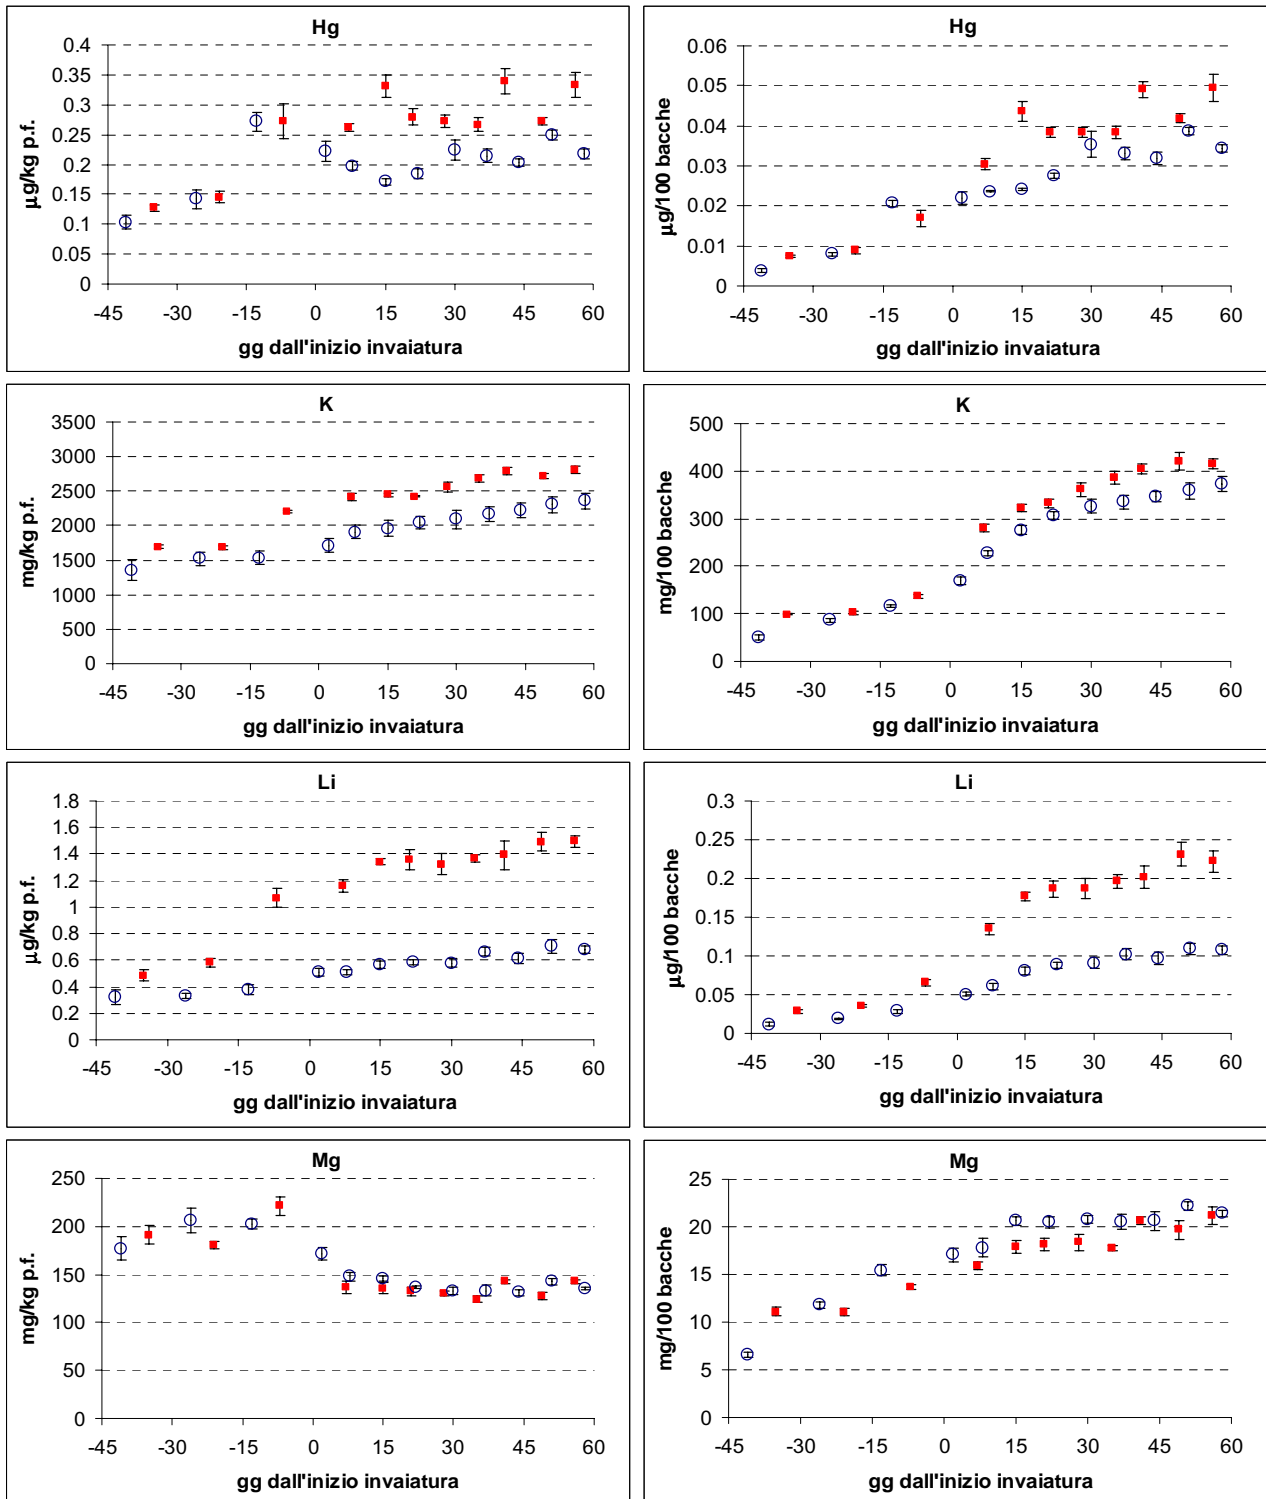 Hg
0.4
0.35
0.3
0.25
0.2
0.15
0.1
0.05
0
µg/kg p.f.
-45 -30 -15 0 15 30 45 60
gg dall'inizio invaiatura
Hg
0.06
0.05
0.04
0.03
0.02
0.01
0
µg/100 bacche
-45 -30 -15 0 15 30 45 60
gg dall'inizio invaiatura
K
3500
3000
2500
2000
1500
1000
500
0
mg/kg p.f.
-45 -30 -15 0 15 30 45 60
gg dall'inizio invaiatura
K
500
400
300
200
100
0
mg/100 bacche
-45 -30 -15 0 15 30 45 60
gg dall'inizio invaiatura
Li
1.8
1.6
1.4
1.2
1
0.8
0.6
0.4
0.2
0
µg/kg p.f.
-45 -30 -15 0 15 30 45 60
gg dall'inizio invaiatura
Li
0.3
0.25
0.2
0.15
0.1
0.05
0
µg/100 bacche
-45 -30 -15 0 15 30 45 60
gg dall'inizio invaiatura
Mg
250
200
150
100
50
0
mg/kg p.f.
-45 -30 -15 0 15 30 45 60
gg dall'inizio invaiatura
Mg
25
20
15
10
5
0
mg/100 bacche
-45 -30 -15 0 15 30 45 60
gg dall'inizio invaiatura